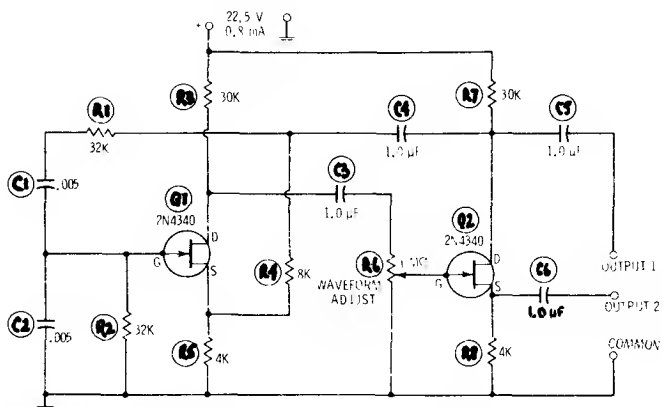 22.5 V
0.8 mA
+
R3
30K
R7
30K
R1
32K
C4
1.0 µF
C5
1.0 µF
C1
.005
C3
1.0 µF
Q1
2N4340
D
G
S
R4
8K
R6
WAVEFORM
ADJUST
Q2
2N4340
D
G
S
OUTPUT 1
C6
1.0 µF
OUTPUT 2
C2
.005
R2
32K
R5
4K
R8
4K
COMMON